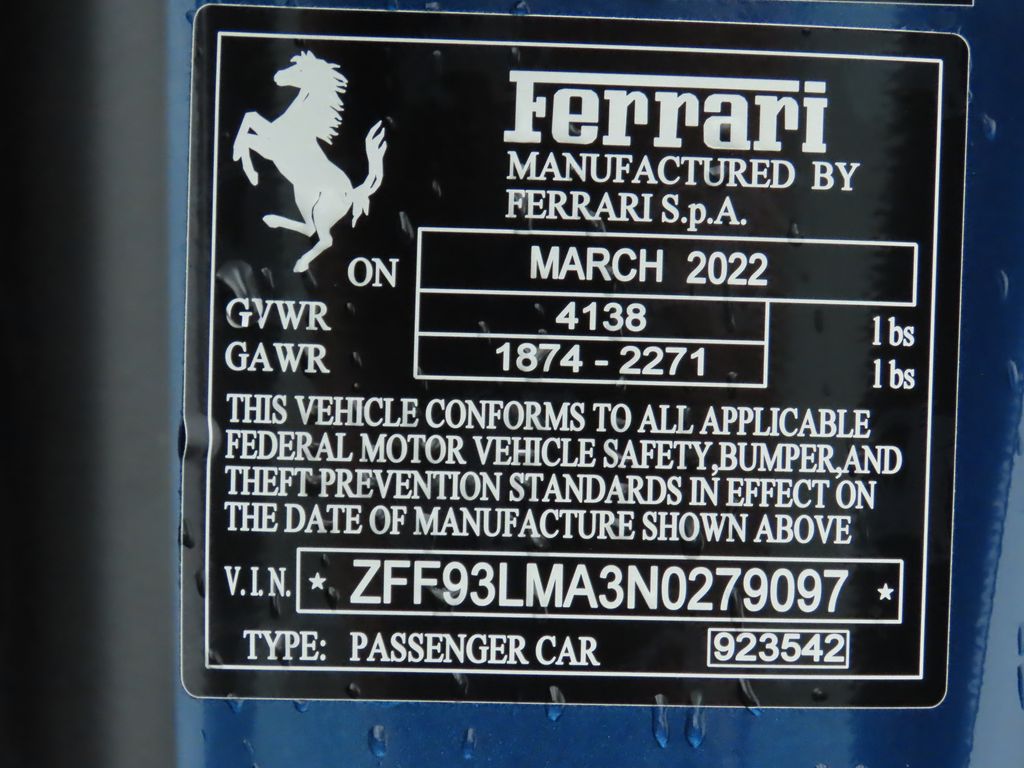 Ferrari
MANUFACTURED BY
FERRARI S.p.A.
ON MARCH 2022
GVWR 4138 lbs
GAWR 1874 - 2271 lbs
THIS VEHICLE CONFORMS TO ALL APPLICABLE
FEDERAL MOTOR VEHICLE SAFETY,BUMPER,AND
THEFT PREVENTION STANDARDS IN EFFECT ON
THE DATE OF MANUFACTURE SHOWN ABOVE
V.I.N. ★ ZFF93LMA3N0279097 ★
TYPE: PASSENGER CAR 923542